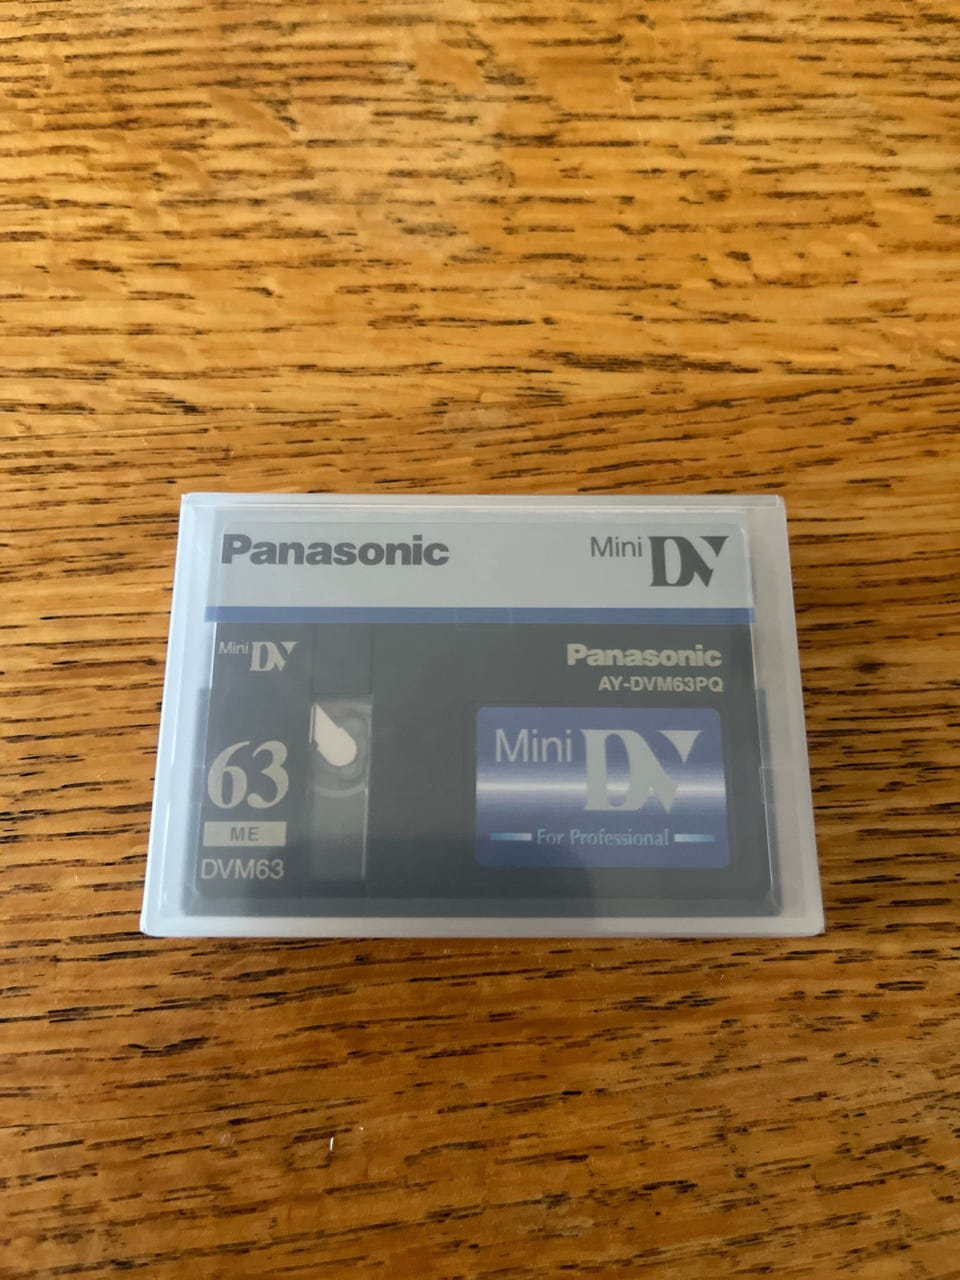 Panasonic
Mini DV
Mini DV
Panasonic
AY-DVM63PQ
63
ME
DVM63
Mini DV
For Professional